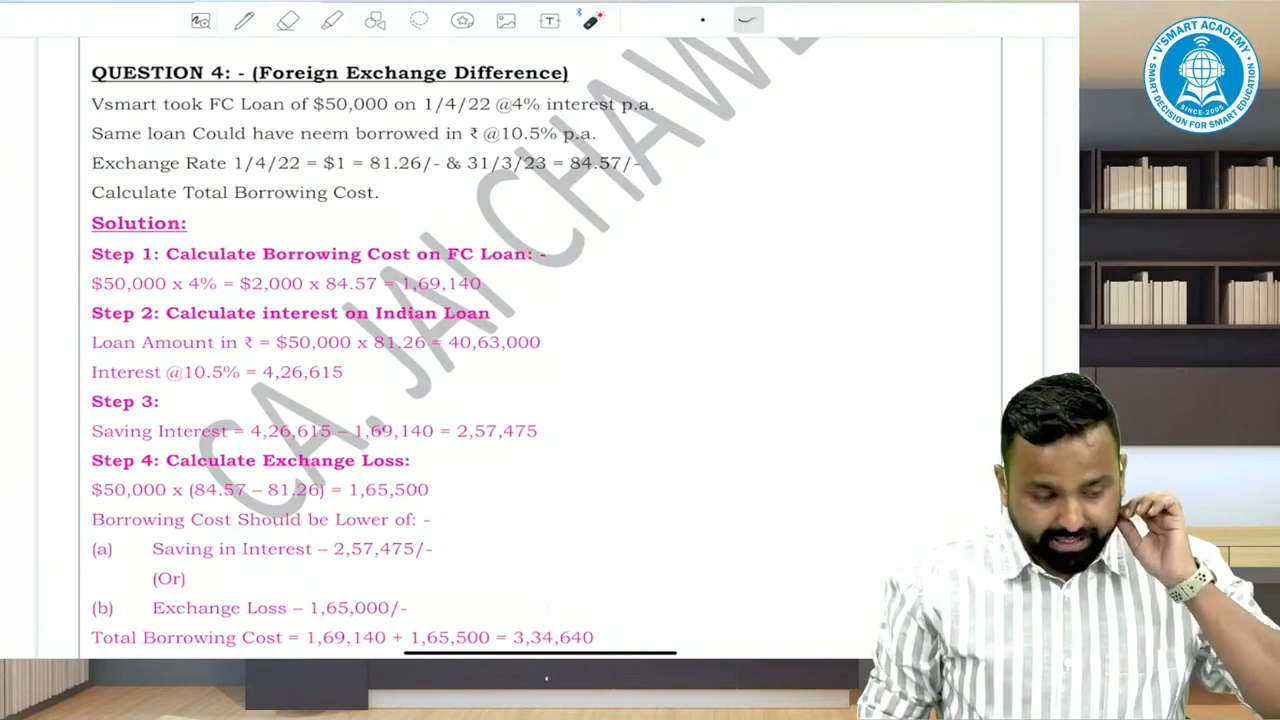 QUESTION 4: - (Foreign Exchange Difference)
Vsmart took FC Loan of $50,000 on 1/4/22 @4% interest p.a.
Same loan Could have neem borrowed in ₹ @10.5% p.a.
Exchange Rate 1/4/22 = $1 = 81.26/- & 31/3/23 = 84.57/-
Calculate Total Borrowing Cost.
Solution:
Step 1: Calculate Borrowing Cost on FC Loan: -
$50,000 x 4% = $2,000 x 84.57 = 1,69,140
Step 2: Calculate interest on Indian Loan
Loan Amount in ₹ = $50,000 x 81.26 = 40,63,000
Interest @10.5% = 4,26,615
Step 3:
Saving Interest = 4,26,615 – 1,69,140 = 2,57,475
Step 4: Calculate Exchange Loss:
$50,000 x (84.57 – 81.26) = 1,65,500
Borrowing Cost Should be Lower of: -
(a) Saving in Interest – 2,57,475/-
(Or)
(b) Exchange Loss – 1,65,000/-
Total Borrowing Cost = 1,69,140 + 1,65,500 = 3,34,640
CA. JAI CHAW
V'SMART ACADEMY
SINCE-2005
SMART DECISION FOR SMART EDUCATION
T